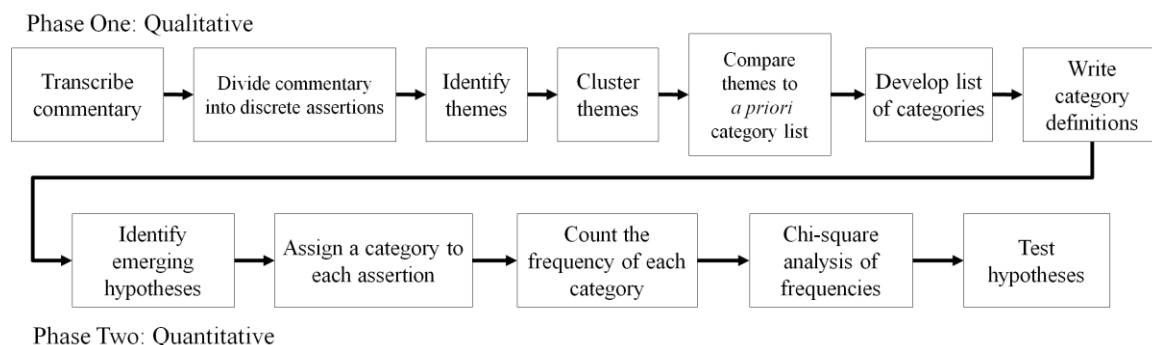 Phase One: Qualitative
Transcribe
commentary
Divide commentary
into discrete assertions
Identify
themes
Cluster
themes
Compare
themes to
a priori
category list
Develop list
of categories
Write
category
definitions
Identify
emerging
hypotheses
Assign a category to
each assertion
Count the
frequency of each
category
Chi-square
analysis of
frequencies
Test
hypotheses
Phase Two: Quantitative